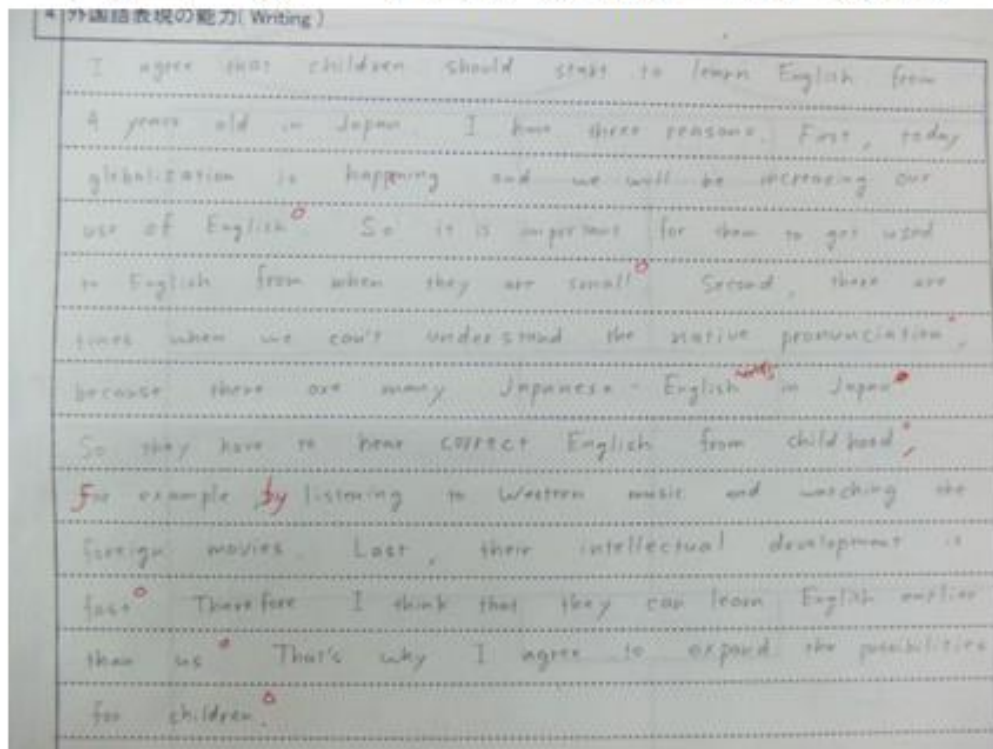 4 外国語表現の能力( Writing )
I agree that children should start to learn English from
4 years old in Japan. I have three reasons. First, today
globalization is happening and we will be increasing our
use of English. So it is important for them to get used
to English from when they are small. Second, there are
times when we can't understand the native pronunciation,
because there are many Japanese-English words in Japan.
So they have to hear correct English from childhood,
for example, by listening to Western music and watching the
foreign movies. Last, their intellectual development is
fast. Therefore I think that they can learn English earlier
than us. That's why I agree to expand the possibilities
for children.